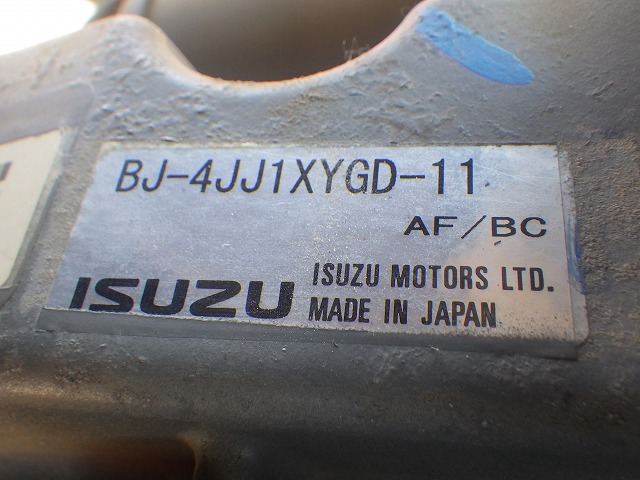 BJ-4JJ1XYGD-11
AF/BC
ISUZU
ISUZU MOTORS LTD.
MADE IN JAPAN